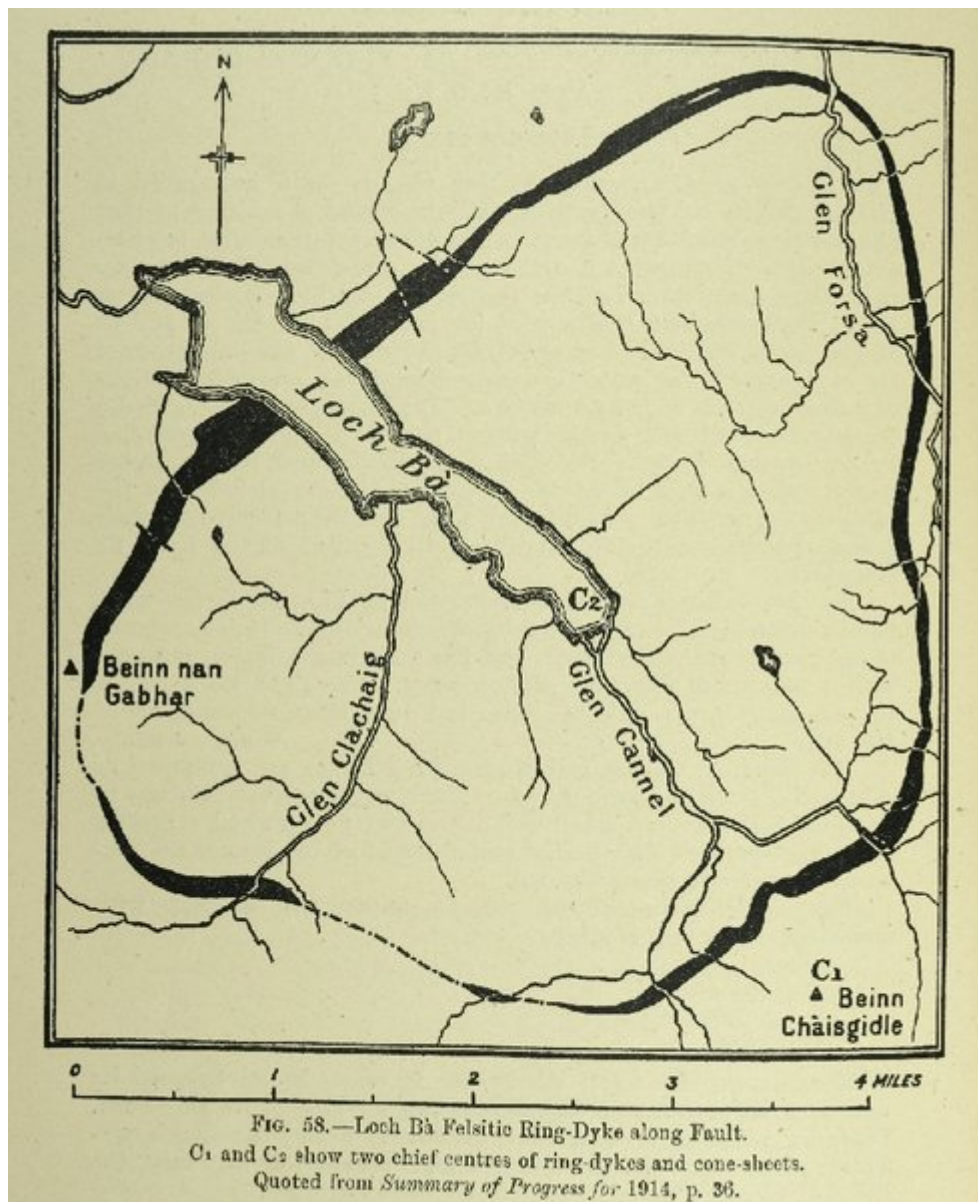 N
Glen Forsa
Loch Bà
C2
Beinn nan
Gabhar
Glen Clachaig
Glen Cannel
C1
Beinn
Chàisgidle
0 1 2 3 4 MILES
FIG. 58.—Loch Bà Felsitic Ring-Dyke along Fault.
C1 and C2 show two chief centres of ring-dykes and cone-sheets.
Quoted from Summary of Progress for 1914, p. 36.